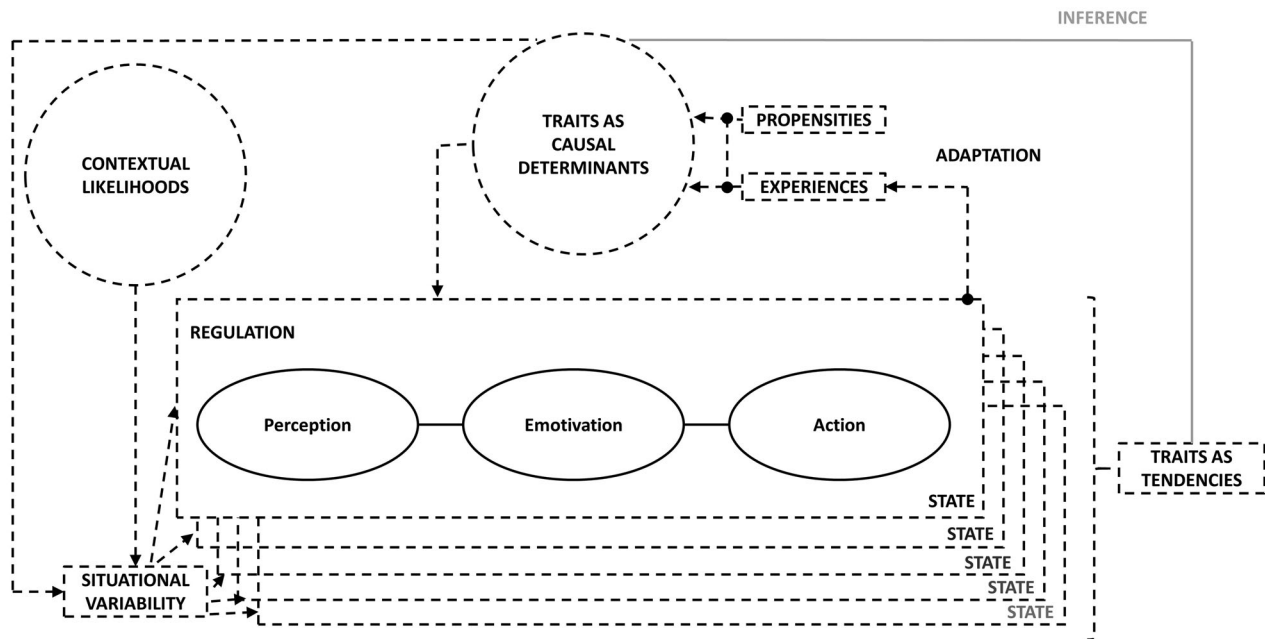 INFERENCE
CONTEXTUAL
LIKELIHOODS
TRAITS AS
CAUSAL
DETERMINANTS
PROPENSITIES
EXPERIENCES
ADAPTATION
REGULATION
Perception
Emotivation
Action
STATE
STATE
STATE
STATE
STATE
SITUATIONAL
VARIABILITY
TRAITS AS
TENDENCIES